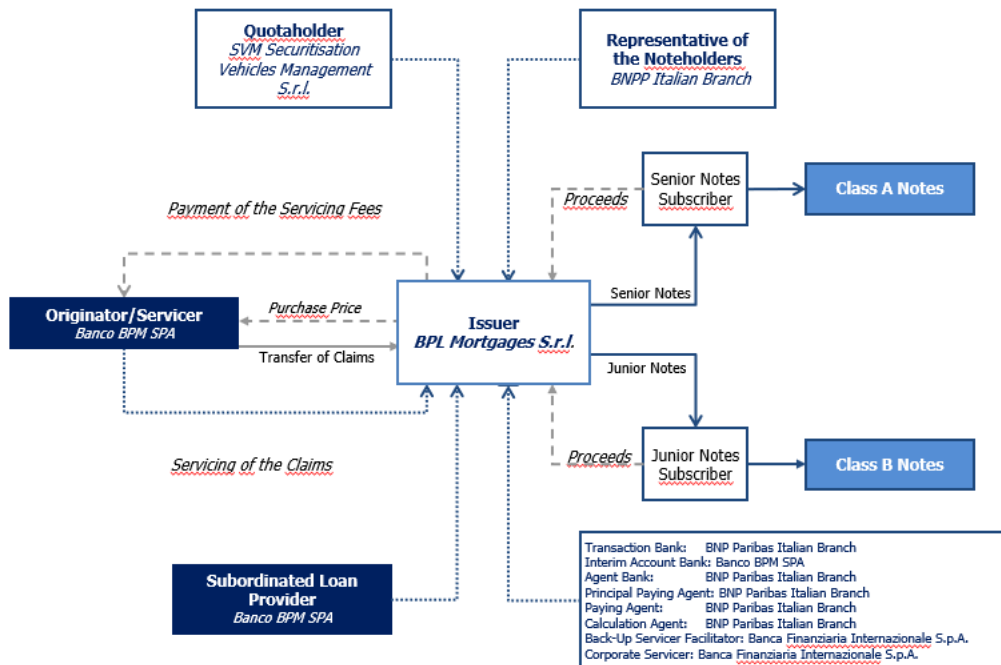 Quotaholder
SVM Securitisation
Vehicles Management
S.r.l.
Representative of
the Noteholders
BNPP Italian Branch
Payment of the Servicing Fees
Proceeds
Senior Notes
Subscriber
Class A Notes
Originator/Servicer
Banco BPM SPA
Purchase Price
Transfer of Claims
Issuer
BPL Mortgages S.r.l.
Senior Notes
Junior Notes
Servicing of the Claims
Proceeds
Junior Notes
Subscriber
Class B Notes
Subordinated Loan
Provider
Banco BPM SPA
Transaction Bank: BNP Paribas Italian Branch
Interim Account Bank: Banco BPM SPA
Agent Bank: BNP Paribas Italian Branch
Principal Paying Agent: BNP Paribas Italian Branch
Paying Agent: BNP Paribas Italian Branch
Calculation Agent: BNP Paribas Italian Branch
Back-Up Servicer Facilitator: Banca Finanziaria Internazionale S.p.A.
Corporate Servicer: Banca Finanziaria Internazionale S.p.A.